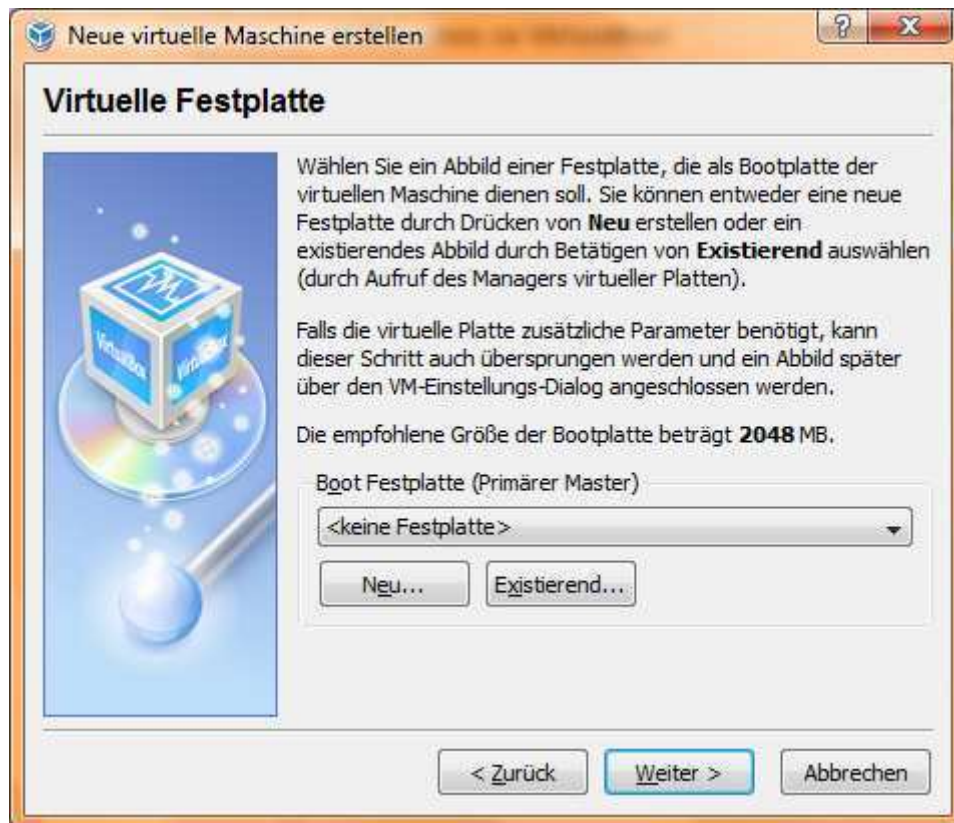 Neue virtuelle Maschine erstellen
Virtuelle Festplatte
Wählen Sie ein Abbild einer Festplatte, die als Bootplatte der
virtuellen Maschine dienen soll. Sie können entweder eine neue
Festplatte durch Drücken von Neu erstellen oder ein
existierendes Abbild durch Betätigen von Existierend auswählen
(durch Aufruf des Managers virtueller Platten).
Falls die virtuelle Platte zusätzliche Parameter benötigt, kann
dieser Schritt auch übersprungen werden und ein Abbild später
über den VM-Einstellungs-Dialog angeschlossen werden.
Die empfohlene Größe der Bootplatte beträgt 2048 MB.
Boot Festplatte (Primärer Master)
<keine Festplatte>
Neu... Existierend...
VirtualBox
< Zurück Weiter > Abbrechen